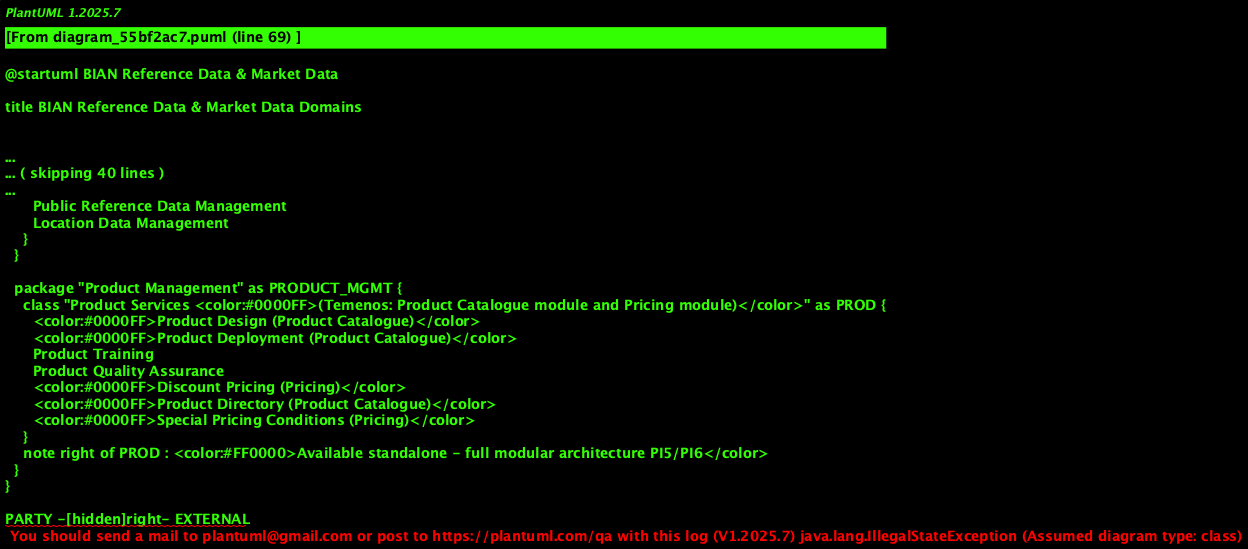 PlantUML 1.2025.7
[From diagram_55bf2ac7.puml (line 69) ]
@startuml BIAN Reference Data & Market Data
title BIAN Reference Data & Market Data Domains
...
... ( skipping 40 lines )
...
Public Reference Data Management
Location Data Management
}
}
package "Product Management" as PRODUCT_MGMT {
class "Product Services <color:#0000FF>(Temenos: Product Catalogue module and Pricing module)</color>" as PROD {
<color:#0000FF>Product Design (Product Catalogue)</color>
<color:#0000FF>Product Deployment (Product Catalogue)</color>
Product Training
Product Quality Assurance
<color:#0000FF>Discount Pricing (Pricing)</color>
<color:#0000FF>Product Directory (Product Catalogue)</color>
<color:#0000FF>Special Pricing Conditions (Pricing)</color>
}
note right of PROD : <color:#FF0000>Available standalone - full modular architecture PI5/PI6</color>
}
}
PARTY -[hidden]right- EXTERNAL
You should send a mail to plantuml@gmail.com or post to https://plantuml.com/qa with this log (V1.2025.7) java.lang.IllegalStateException (Assumed diagram type: class)